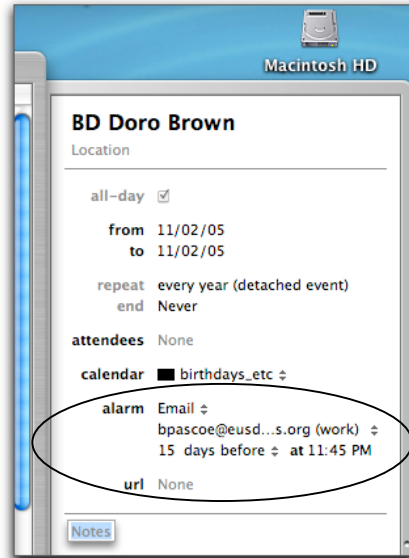 Macintosh HD
BD Doro Brown
Location
all-day
from 11/02/05
to 11/02/05
repeat every year (detached event)
end Never
attendees None
calendar birthdays_etc
alarm Email
bpascoe@eusd...s.org (work)
15 days before at 11:45 PM
url None
Notes